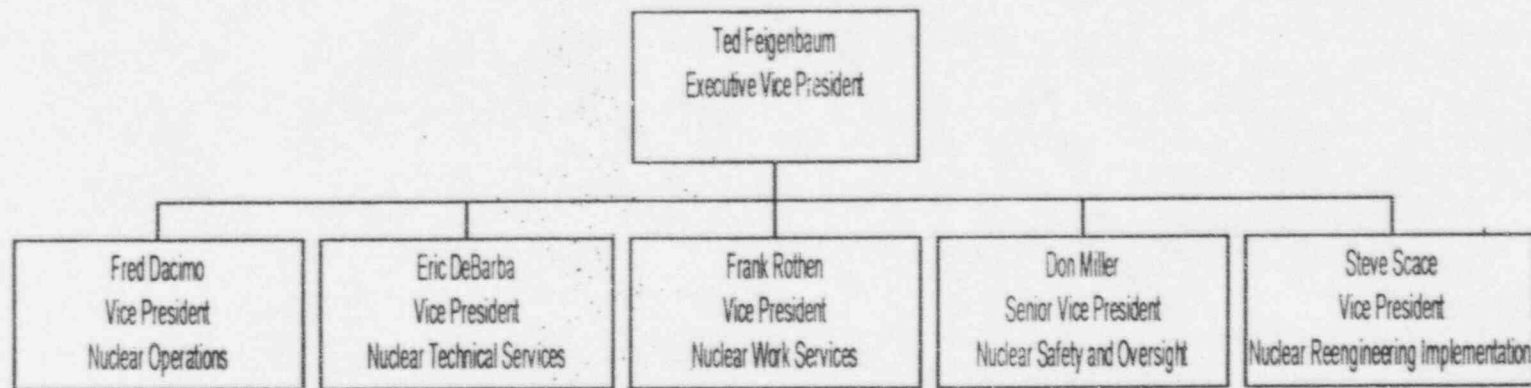 Ted Feigenbaum
Executive Vice President
Fred Dacimo
Vice President
Nuclear Operations
Eric DeBarba
Vice President
Nuclear Technical Services
Frank Rothen
Vice President
Nuclear Work Services
Don Miller
Senior Vice President
Nuclear Safety and Oversight
Steve Scace
Vice President
Nuclear Reengineering Implementation